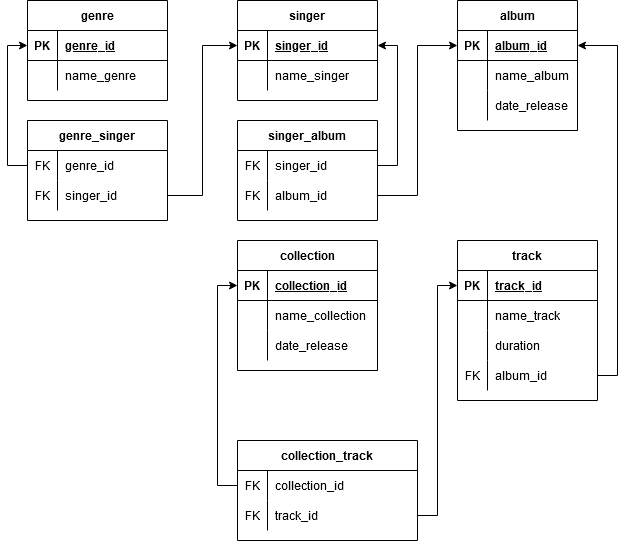 genre
PK genre_id
name_genre
singer
PK singer_id
name_singer
album
PK album_id
name_album
date_release
genre_singer
FK genre_id
FK singer_id
singer_album
FK singer_id
FK album_id
collection
PK collection_id
name_collection
date_release
track
PK track_id
name_track
duration
FK album_id
collection_track
FK collection_id
FK track_id